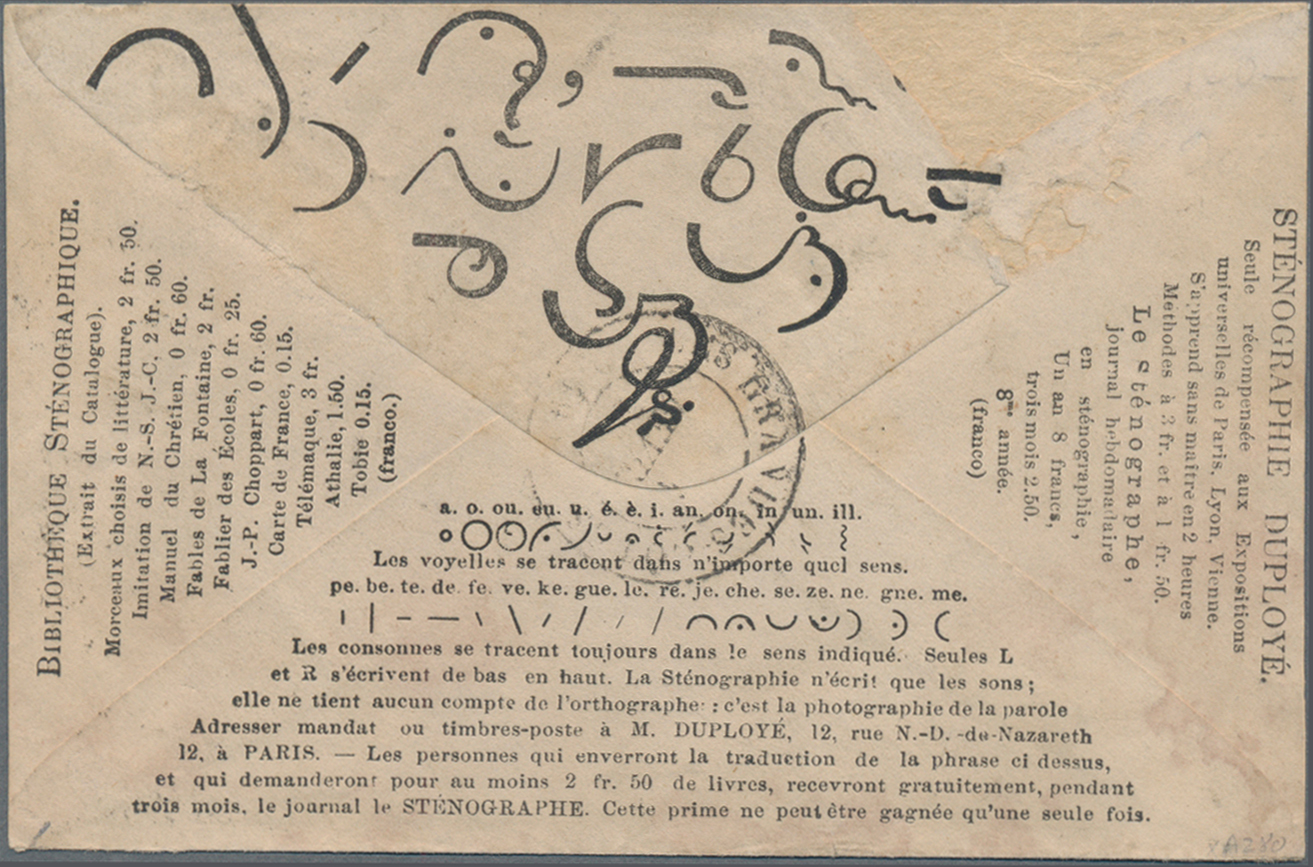 BIBLIOTHÈQUE STÉNOGRAPHIQUE.
(Extrait du Catalogue).
Morceaux choisis de littérature, 2 fr. 50.
Imitation de N.-S. J.-C. 2 fr. 50.
Manuel du Chrétien, 0 fr. 60.
Fables de La Fontaine, 2 fr.
Fablier des Écoles, 0 fr. 25.
J.-P. Choppart, 0 fr. 60.
Carte de France, 0.15.
Télémaque, 3 fr.
Athalie, 1.50.
Tobie 0.15.
(franco.)
STÉNOGRAPHIE DUPLOYÉ.
Seule récompensée aux Expositions
universelles de Paris, Lyon, Vienne.
S'apprend sans maître en 2 heures
Méthodes à 3 fr. et à 1 fr. 50.
Le Sténographe,
journal hebdomadaire
en sténographie,
Un an 8 francs,
trois mois 2.50.
8me année.
(franco)
a. o. ou. eu. u. é. è. i. an. on. in un. ill.
Les voyelles se tracent dans n'importe quel sens.
pe. be. te. de. fe. ve. ke. gue. le. re. je. che. se. ze. ne. gne. me.
Les consonnes se tracent toujours dans le sens indiqué. Seules L
et R s'écrivent de bas en haut. La Sténographie n'écrit que les sons ;
elle ne tient aucun compte de l'orthographe : c'est la photographie de la parole
Adresser mandat ou timbres-poste à M. DUPLOYÉ, 12, rue N.-D.-de-Nazareth
12, à PARIS. — Les personnes qui enverront la traduction de la phrase ci dessus,
et qui demanderont pour au moins 2 fr. 50 de livres, recevront gratuitement, pendant
trois mois, le journal le STÉNOGRAPHE. Cette prime ne peut être gagnée qu'une seule fois.
A280